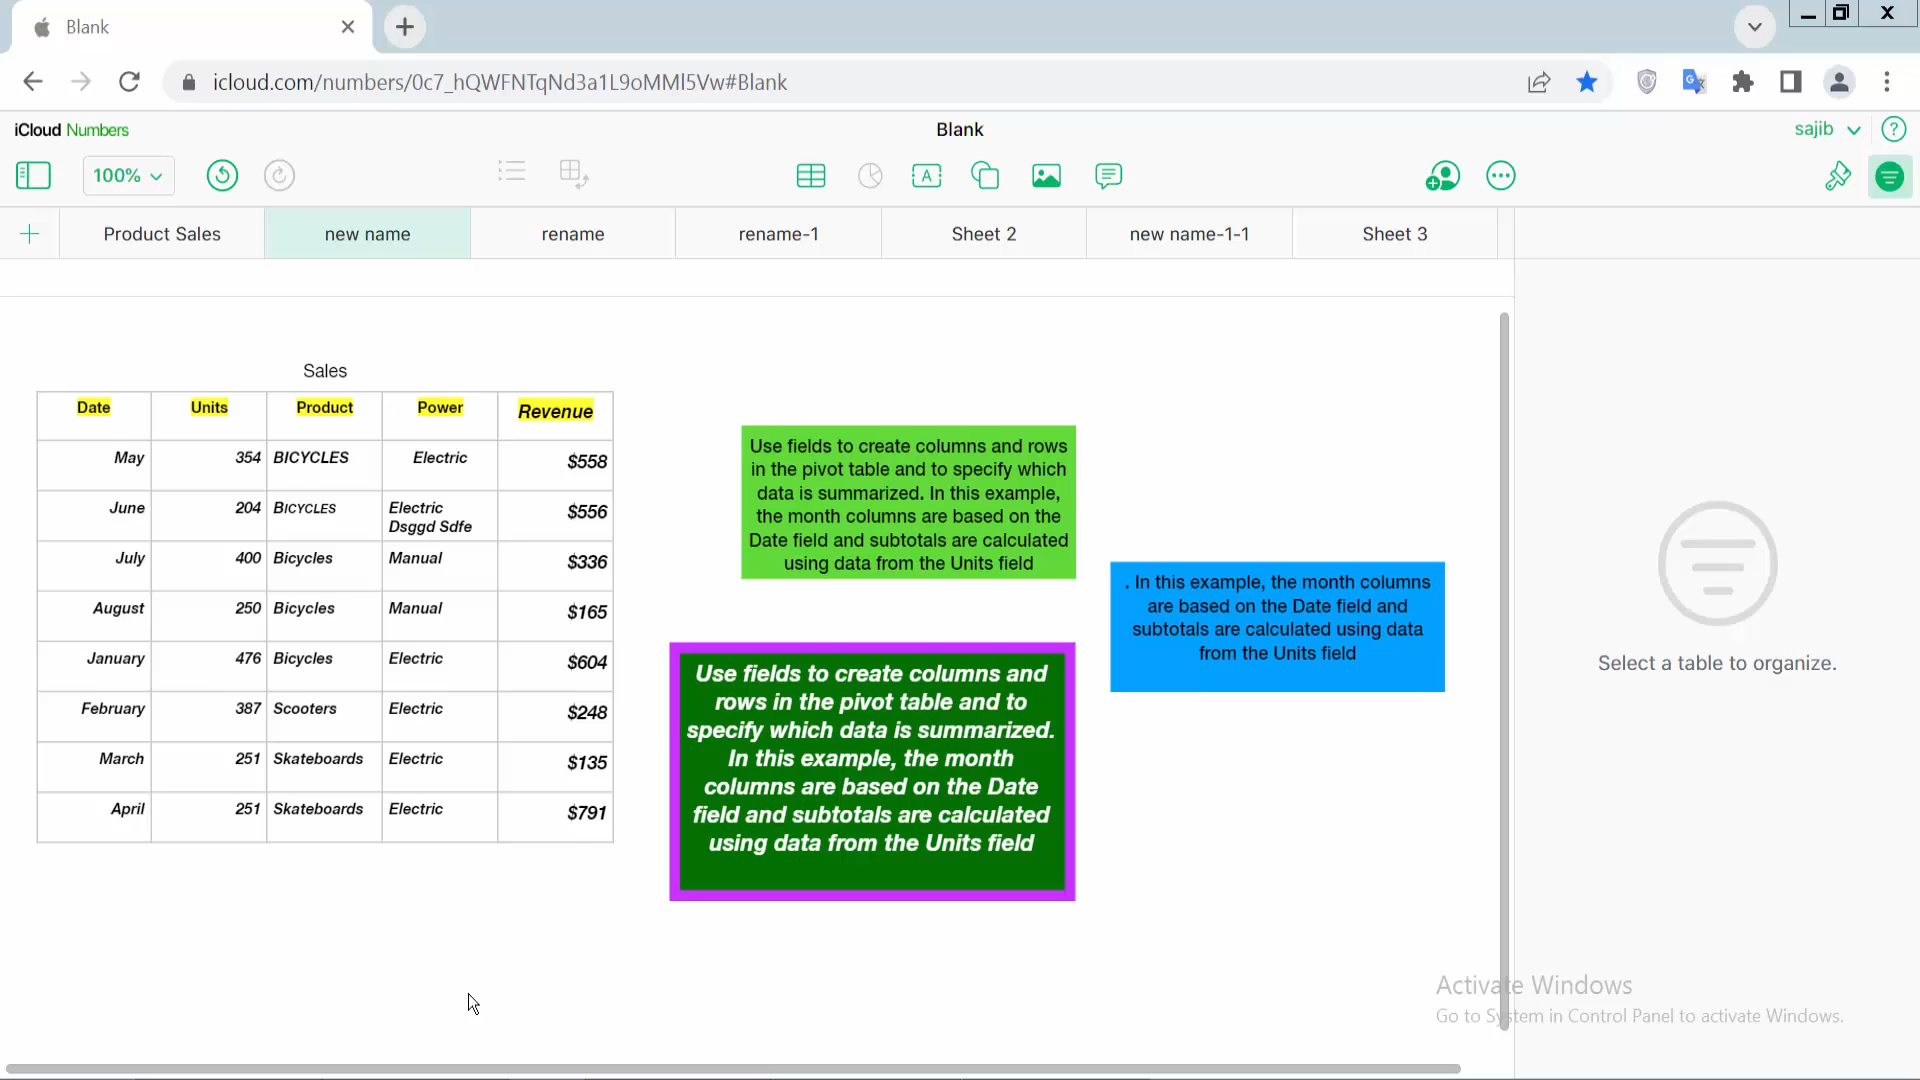 Blank
icloud.com/numbers/0c7_hQWFNTqNd3a1L9oMMl5Vw#Blank
iCloud Numbers
Blank
sajib
100%
Product Sales
new name
rename
rename-1
Sheet 2
new name-1-1
Sheet 3
Sales
Date Units Product Power Revenue
May 354 BICYCLES Electric $558
June 204 BICYCLES Electric $556
Dsggd Sdfe
July 400 Bicycles Manual $336
August 250 Bicycles Manual $165
January 476 Bicycles Electric $604
February 387 Scooters Electric $248
March 251 Skateboards Electric $135
April 251 Skateboards Electric $791
Use fields to create columns and rows
in the pivot table and to specify which
data is summarized. In this example,
the month columns are based on the
Date field and subtotals are calculated
using data from the Units field
. In this example, the month columns
are based on the Date field and
subtotals are calculated using data
from the Units field
Use fields to create columns and
rows in the pivot table and to
specify which data is summarized.
In this example, the month
columns are based on the Date
field and subtotals are calculated
using data from the Units field
Select a table to organize.
Activate Windows
Go to System in Control Panel to activate Windows.